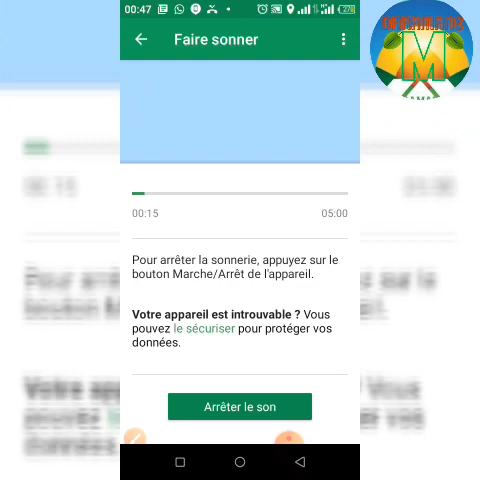 00:47
Faire sonner
00:15 05:00
Pour arrêter la sonnerie, appuyez sur le
bouton Marche/Arrêt de l'appareil.
Votre appareil est introuvable ? Vous
pouvez le sécuriser pour protéger vos
données.
Arrêter le son
M